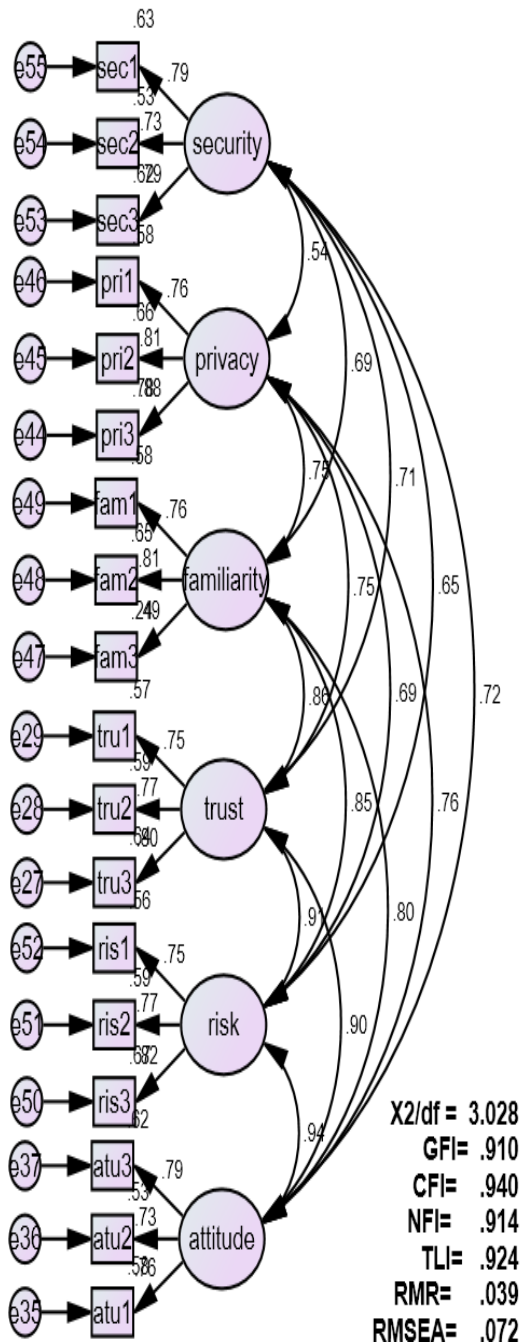 .63
e55 sec1 .79
.53
e54 sec2 .73 security
e53 sec3
.58 .54
e46 pri1 .76
.66
e45 pri2 .81 privacy .69
e44 pri3
.58 .75 .71
e49 fam1 .76
.65
e48 fam2 .81 familiarity .75 .65
e47 fam3
.57 .86 .69 .72
e29 tru1 .75
.59
e28 tru2 .77 trust .85 .76
e27 tru3
.56 .91 .80
e52 ris1 .75
.59
e51 ris2 .77 risk .90
e50 ris3
.62 .94
e37 atu3 .79
.53
e36 atu2 .73 attitude
e35 atu1
X2/df = 3.028
GFI= .910
CFI= .940
NFI= .914
TLI= .924
RMR= .039
RMSEA= .072